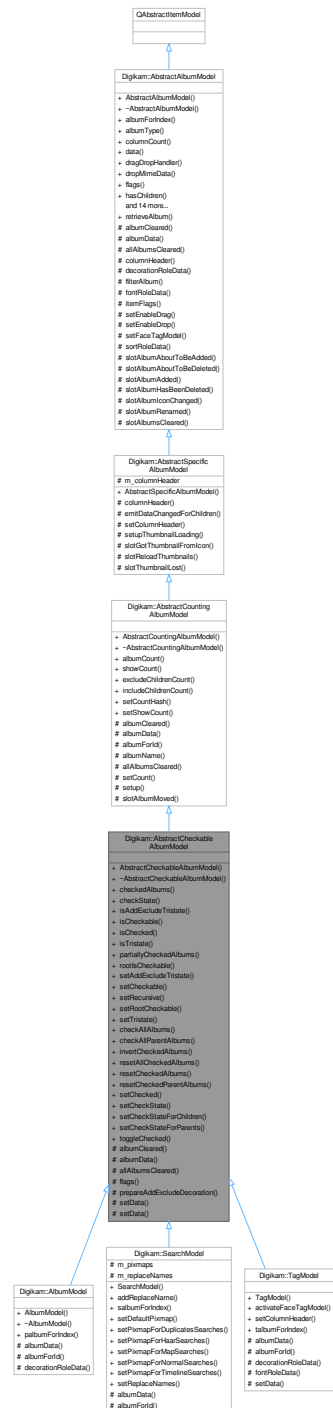 QAbstractItemModel
Digikam::AbstractAlbumModel
+ AbstractAlbumModel()
+ ~AbstractAlbumModel()
+ albumForIndex()
+ albumType()
+ columnCount()
+ data()
+ dragDropHandler()
+ dropMimeData()
+ flags()
+ hasChildren()
and 14 more...
+ retrieveAlbum()
# albumCleared()
# albumData()
# allAlbumsCleared()
# columnHeader()
# decorationRoleData()
# filterAlbum()
# fontRoleData()
# itemFlags()
# setEnableDrag()
# setEnableDrop()
# setFaceTagModel()
# sortRoleData()
# slotAlbumAboutToBeAdded()
# slotAlbumAboutToBeDeleted()
# slotAlbumAdded()
# slotAlbumHasBeenDeleted()
# slotAlbumIconChanged()
# slotAlbumRenamed()
# slotAlbumsCleared()
Digikam::AbstractSpecific
AlbumModel
# m_columnHeader
+ AbstractSpecificAlbumModel()
# columnHeader()
# emitDataChangedForChildren()
# setColumnHeader()
# setupThumbnailLoading()
# slotGotThumbnailFromIcon()
# slotReloadThumbnails()
# slotThumbnailLost()
Digikam::AbstractCounting
AlbumModel
+ AbstractCountingAlbumModel()
+ ~AbstractCountingAlbumModel()
+ albumCount()
+ showCount()
+ excludeChildrenCount()
+ includeChildrenCount()
+ setCountHash()
+ setShowCount()
# albumCleared()
# albumData()
# albumForId()
# albumName()
# allAlbumsCleared()
# setCount()
# setup()
# slotAlbumMoved()
Digikam::AbstractCheckable
AlbumModel
+ AbstractCheckableAlbumModel()
+ ~AbstractCheckableAlbumModel()
+ checkedAlbums()
+ checkState()
+ isAddExcludeTristate()
+ isCheckable()
+ isChecked()
+ isTristate()
+ partiallyCheckedAlbums()
+ rootIsCheckable()
+ setAddExcludeTristate()
+ setCheckable()
+ setRecursive()
+ setRootCheckable()
+ setTristate()
+ checkAllAlbums()
+ checkAllParentAlbums()
+ invertCheckedAlbums()
+ resetAllCheckedAlbums()
+ resetCheckedAlbums()
+ resetCheckedParentAlbums()
+ setChecked()
+ setCheckState()
+ setCheckStateForChildren()
+ setCheckStateForParents()
+ toggleChecked()
# albumCleared()
# albumData()
# allAlbumsCleared()
# flags()
# prepareAddExcludeDecoration()
# setData()
# setData()
Digikam::AlbumModel
+ AlbumModel()
+ ~AlbumModel()
+ palbumForIndex()
# albumData()
# albumForId()
# decorationRoleData()
Digikam::SearchModel
# m_pixmaps
# m_replaceNames
+ SearchModel()
+ addReplaceName()
+ salbumForIndex()
+ setDefaultPixmap()
+ setPixmapForDuplicatesSearches()
+ setPixmapForHaarSearches()
+ setPixmapForMapSearches()
+ setPixmapForNormalSearches()
+ setPixmapForTimelineSearches()
+ setReplaceNames()
# albumData()
# albumForId()
Digikam::TagModel
+ TagModel()
+ activateFaceTagModel()
+ setColumnHeader()
+ talbumForIndex()
# albumData()
# albumForId()
# decorationRoleData()
# fontRoleData()
# setData()